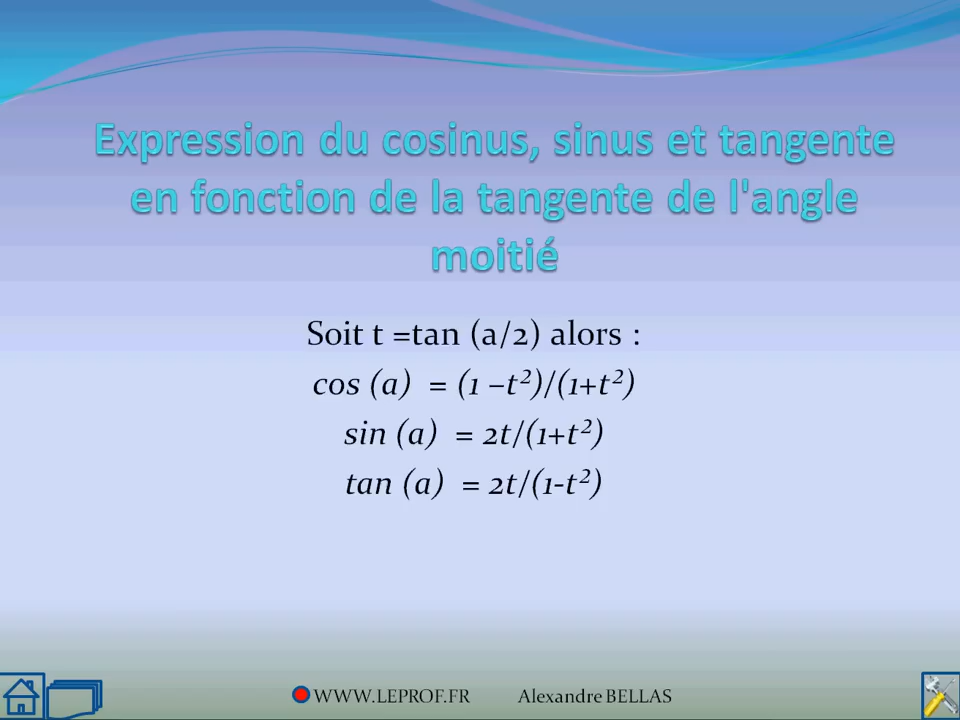 Expression du cosinus, sinus et tangente
en fonction de la tangente de l'angle
moitié
Soit t =tan (a/2) alors :
cos (a) = (1 –t²)/(1+t²)
sin (a) = 2t/(1+t²)
tan (a) = 2t/(1-t²)
WWW.LEPROF.FR Alexandre BELLAS